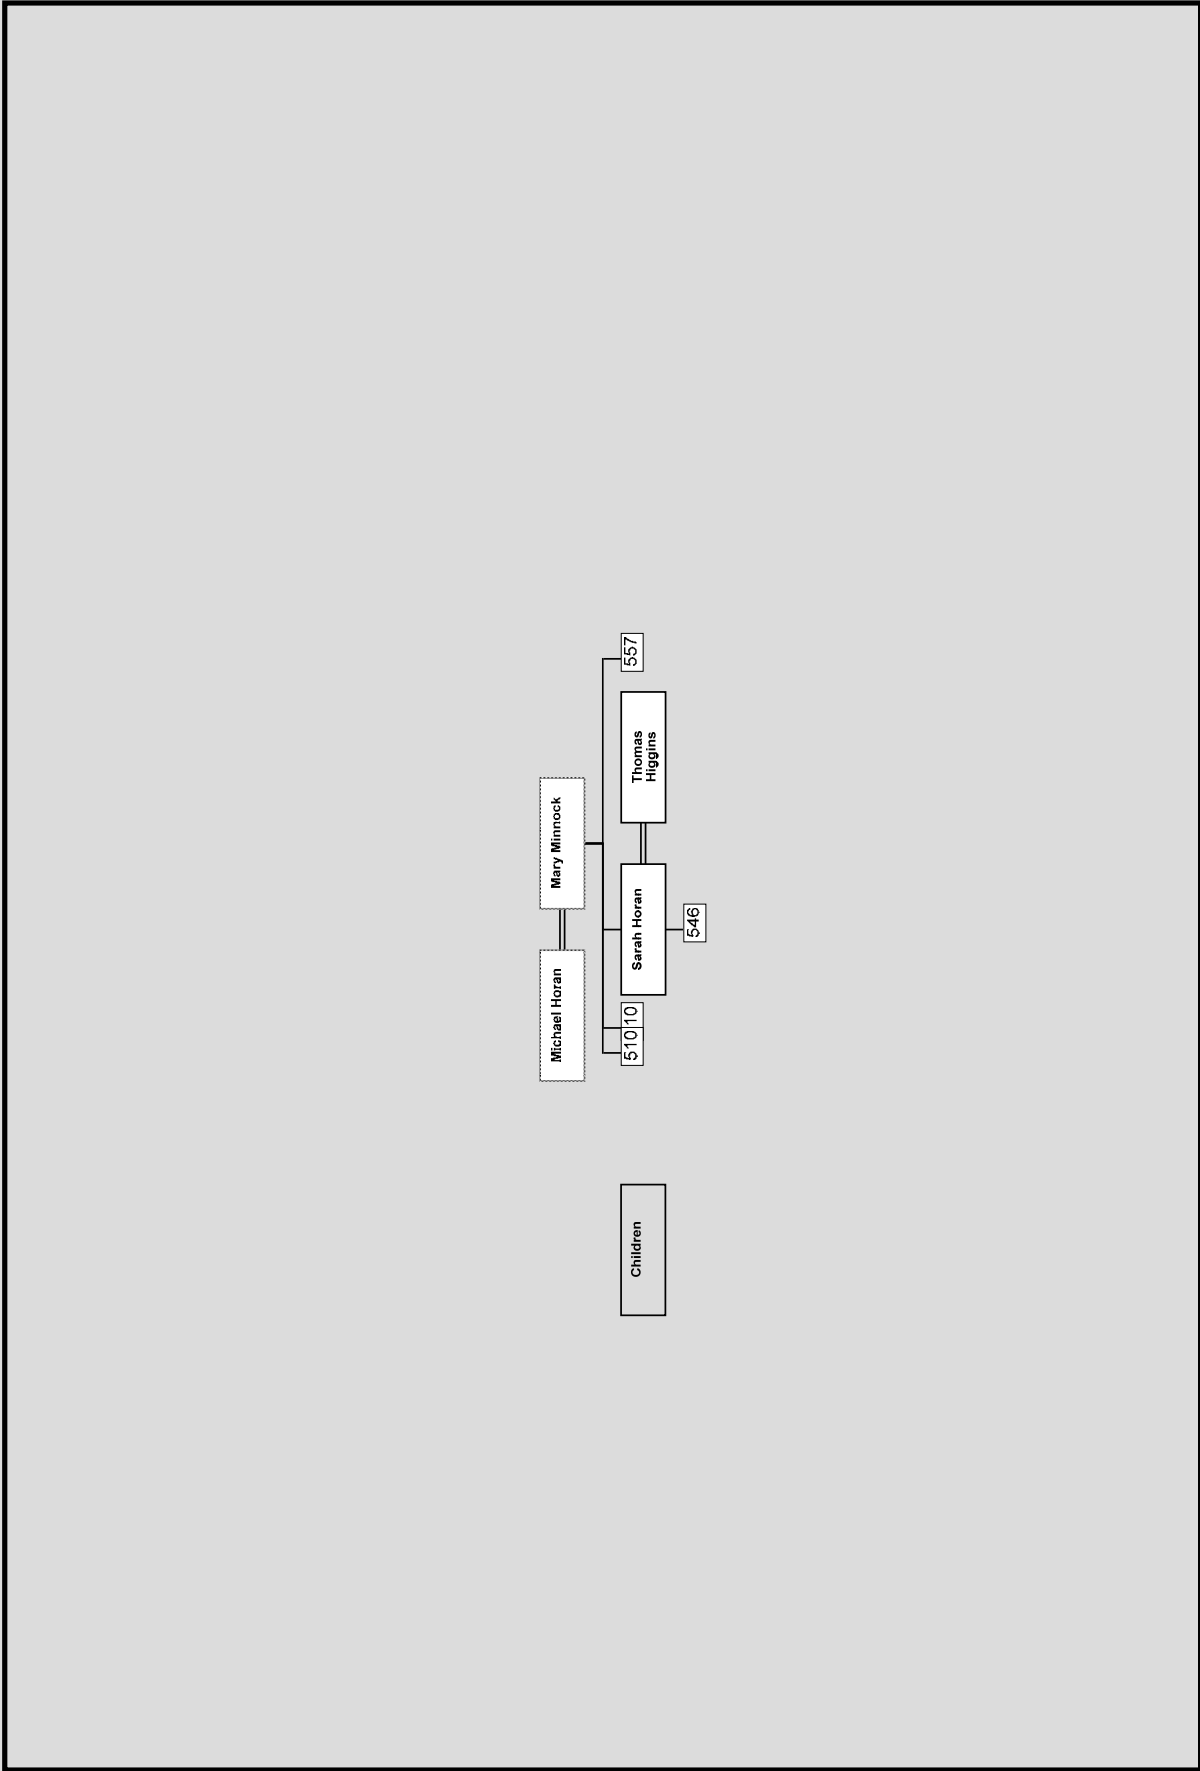 Michael Horan
Mary Minnock
Children
510
10
Sarah Horan
Thomas
Higgins
557
546